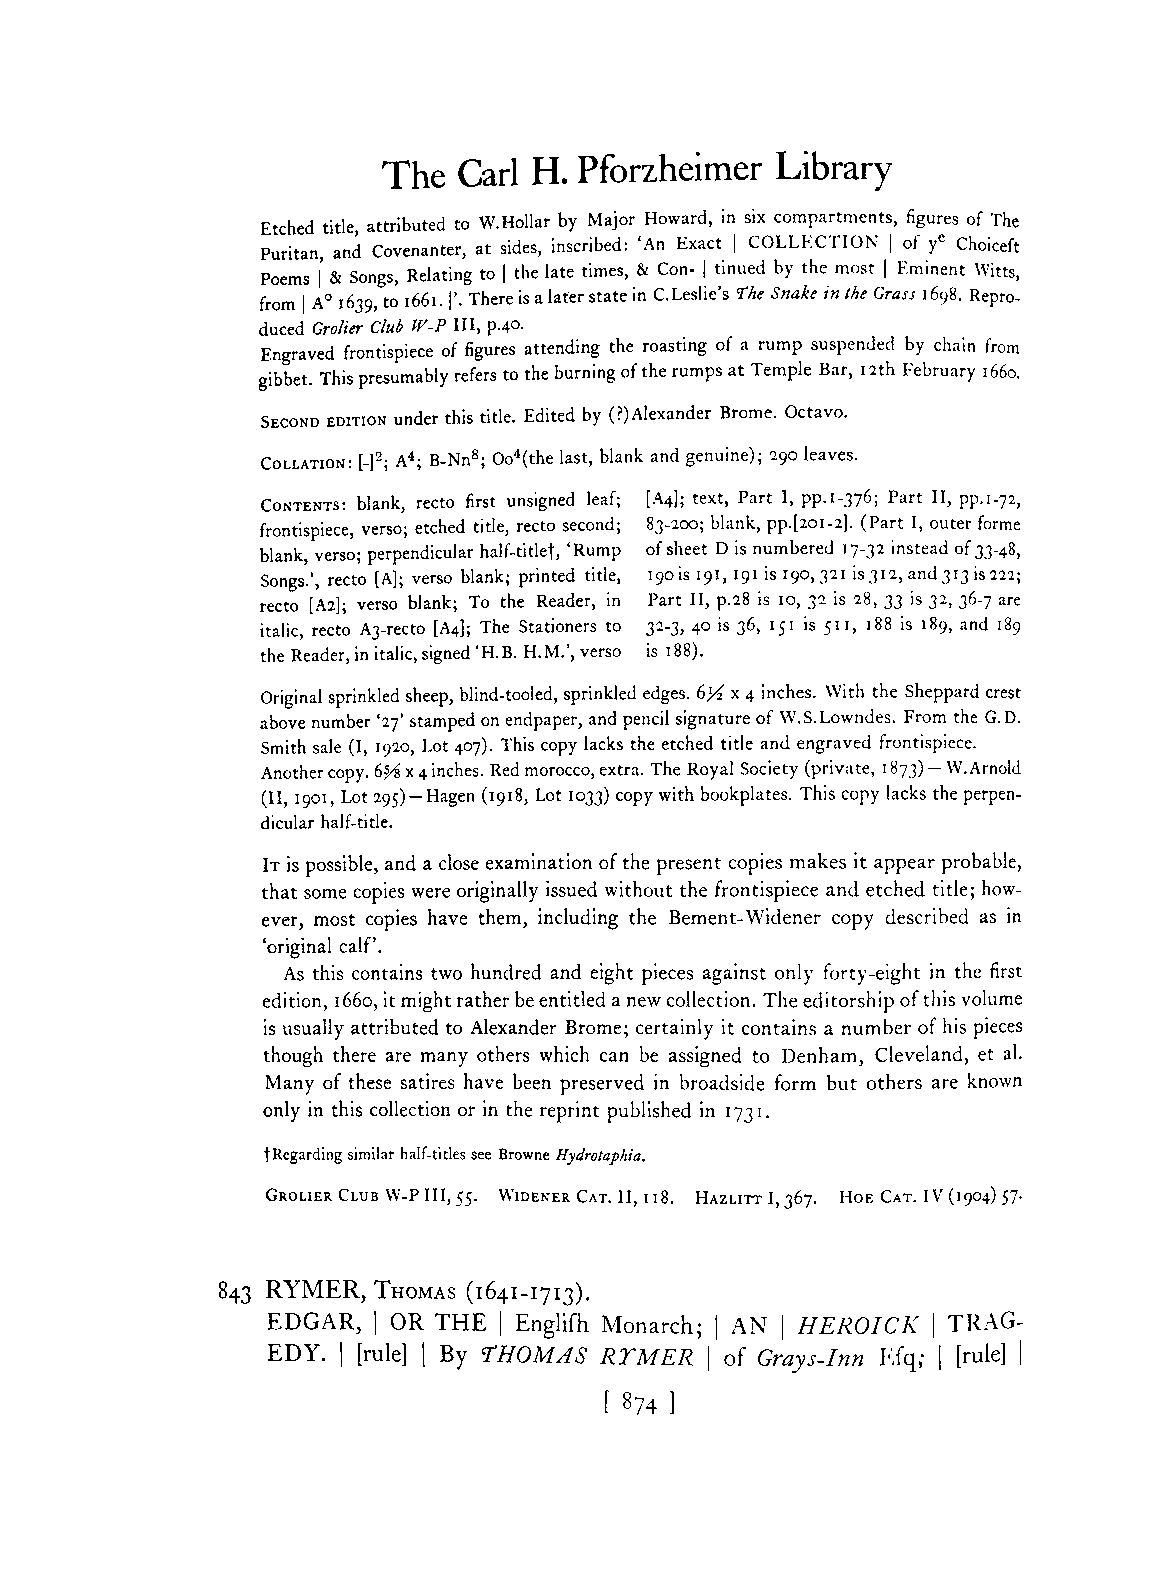 The Carl H. Pforzheimer Library
Etched title, attributed to W.Hollar by Major Howard, in six compartments, figures of The
Puritan, and Covenanter, at sides, inscribed: ‘An Exact | COLLECTION | of yᵉ Choiceſt
Poems | & Songs, Relating to | the late times, & Con- | tinued by the most | Eminent Witts,
from | A° 1639, to 1661. |’. There is a later state in C.Leslie's The Snake in the Grass 1698. Repro-
duced Grolier Club W-P III, p.40.
Engraved frontispiece of figures attending the roasting of a rump suspended by chain from
gibbet. This presumably refers to the burning of the rumps at Temple Bar, 12th February 1660.
SECOND EDITION under this title. Edited by (?)Alexander Brome. Octavo.
COLLATION: [-]²; A⁴; B-Nn⁸; Oo⁴(the last, blank and genuine); 290 leaves.
CONTENTS: blank, recto first unsigned leaf;
frontispiece, verso; etched title, recto second;
blank, verso; perpendicular half-title†, ‘Rump
Songs.’, recto [A]; verso blank; printed title,
recto [A2]; verso blank; To the Reader, in
italic, recto A3-recto [A4]; The Stationers to
the Reader, in italic, signed ‘H.B. H.M.’, verso
[A4]; text, Part I, pp.1-376; Part II, pp.1-72,
83-200; blank, pp.[201-2]. (Part I, outer forme
of sheet D is numbered 17-32 instead of 33-48,
190 is 191, 191 is 190, 321 is 312, and 313 is 222;
Part II, p.28 is 10, 32 is 28, 33 is 32, 36-7 are
32-3, 40 is 36, 151 is 511, 188 is 189, and 189
is 188).
Original sprinkled sheep, blind-tooled, sprinkled edges. 6½ x 4 inches. With the Sheppard crest
above number ‘27’ stamped on endpaper, and pencil signature of W.S.Lowndes. From the G.D.
Smith sale (I, 1920, Lot 407). This copy lacks the etched title and engraved frontispiece.
Another copy. 6⅝ x 4 inches. Red morocco, extra. The Royal Society (private, 1873)—W.Arnold
(II, 1901, Lot 295)—Hagen (1918, Lot 1033) copy with bookplates. This copy lacks the perpen-
dicular half-title.
IT is possible, and a close examination of the present copies makes it appear probable,
that some copies were originally issued without the frontispiece and etched title; how-
ever, most copies have them, including the Bement-Widener copy described as in
‘original calf’.
As this contains two hundred and eight pieces against only forty-eight in the first
edition, 1660, it might rather be entitled a new collection. The editorship of this volume
is usually attributed to Alexander Brome; certainly it contains a number of his pieces
though there are many others which can be assigned to Denham, Cleveland, et al.
Many of these satires have been preserved in broadside form but others are known
only in this collection or in the reprint published in 1731.
†Regarding similar half-titles see Browne Hydrotaphia.
GROLIER CLUB W-P III, 55. WIDENER CAT. II, 118. HAZLITT I, 367. HOE CAT. IV (1904) 57.
843 RYMER, THOMAS (1641-1713).
EDGAR, | OR THE | Engliſh Monarch; | AN | HEROICK | TRAG-
EDY. | [rule] | By THOMAS RYMER | of Grays-Inn Eſq; | [rule] |
[ 874 ]